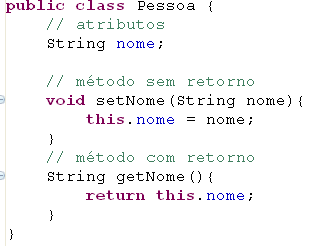 public class Pessoa {
// atributos
String nome;
// método sem retorno
void setNome(String nome){
this.nome = nome;
}
// método com retorno
String getNome(){
return this.nome;
}
}